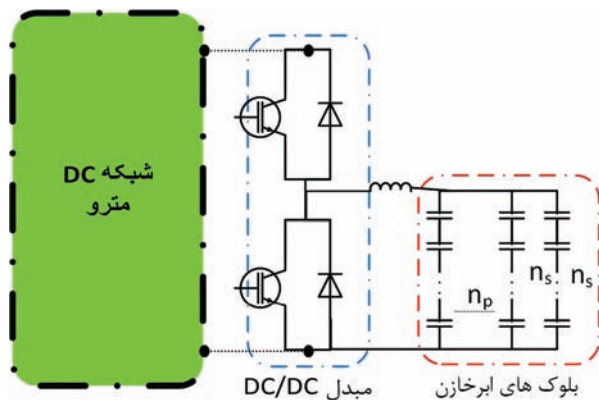 شبکه DC
مترو
n_p
n_s
n_s
مبدل DC/DC
بلوک های ابرخازن